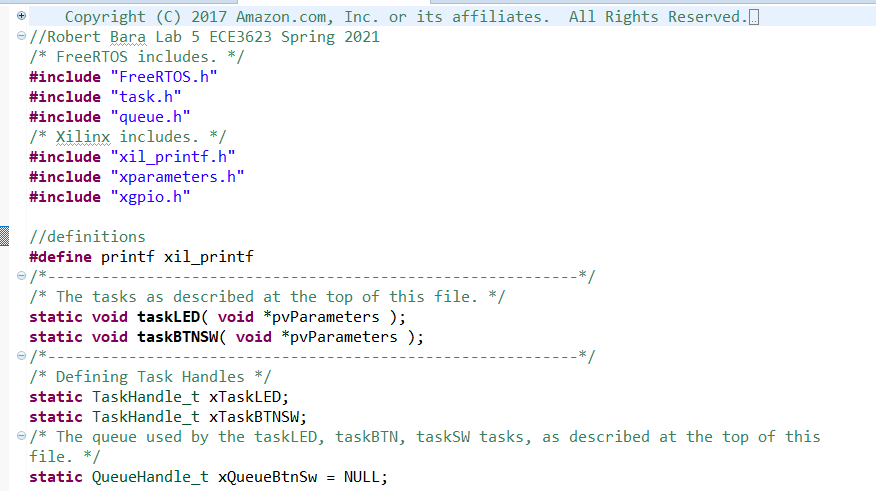 Copyright (C) 2017 Amazon.com, Inc. or its affiliates.  All Rights Reserved.
//Robert Bara Lab 5 ECE3623 Spring 2021
/* FreeRTOS includes. */
#include "FreeRTOS.h"
#include "task.h"
#include "queue.h"
/* Xilinx includes. */
#include "xil_printf.h"
#include "xparameters.h"
#include "xgpio.h"
//definitions
#define printf xil_printf
/*-----------------------------------------------------------*/
/* The tasks as described at the top of this file. */
static void taskLED( void *pvParameters );
static void taskBTNSW( void *pvParameters );
/*-----------------------------------------------------------*/
/* Defining Task Handles */
static TaskHandle_t xTaskLED;
static TaskHandle_t xTaskBTNSW;
/* The queue used by the taskLED, taskBTN, taskSW tasks, as described at the top of this
file. */
static QueueHandle_t xQueueBtnSw = NULL;